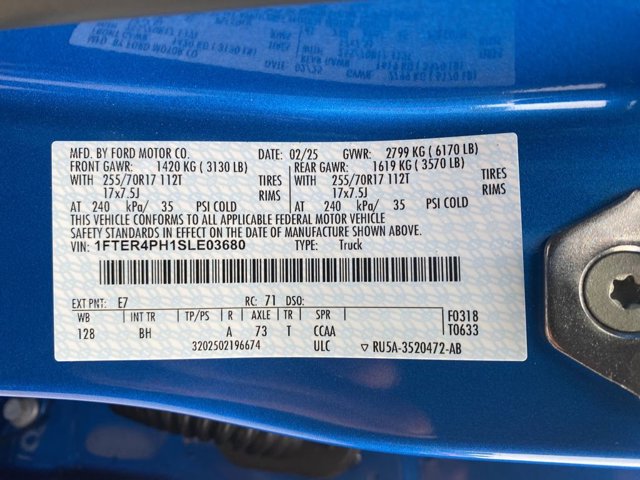 MFD. BY FORD MOTOR CO. DATE: 02/25 GVWR: 2799 KG (6170 LB)
FRONT GAWR: 1420 KG (3130 LB) REAR GAWR: 1619 KG (3570 LB)
WITH 255/70R17 112T TIRES WITH 255/70R17 112T TIRES
17x7.5J RIMS 17x7.5J RIMS
AT 240 kPa/ 35 PSI COLD AT 240 kPa/ 35 PSI COLD
THIS VEHICLE CONFORMS TO ALL APPLICABLE FEDERAL MOTOR VEHICLE
SAFETY STANDARDS IN EFFECT ON THE DATE OF MANUFACTURE SHOWN ABOVE.
VIN: 1FTER4PH1SLE03680 TYPE: Truck
EXT PNT: E7 RC: 71 DSO:
WB INT TR TP/PS R AXLE TR SPR F0318
128 BH A 73 T CCAA T0633
3202502196674 ULC ▽ RU5A-3520472-AB